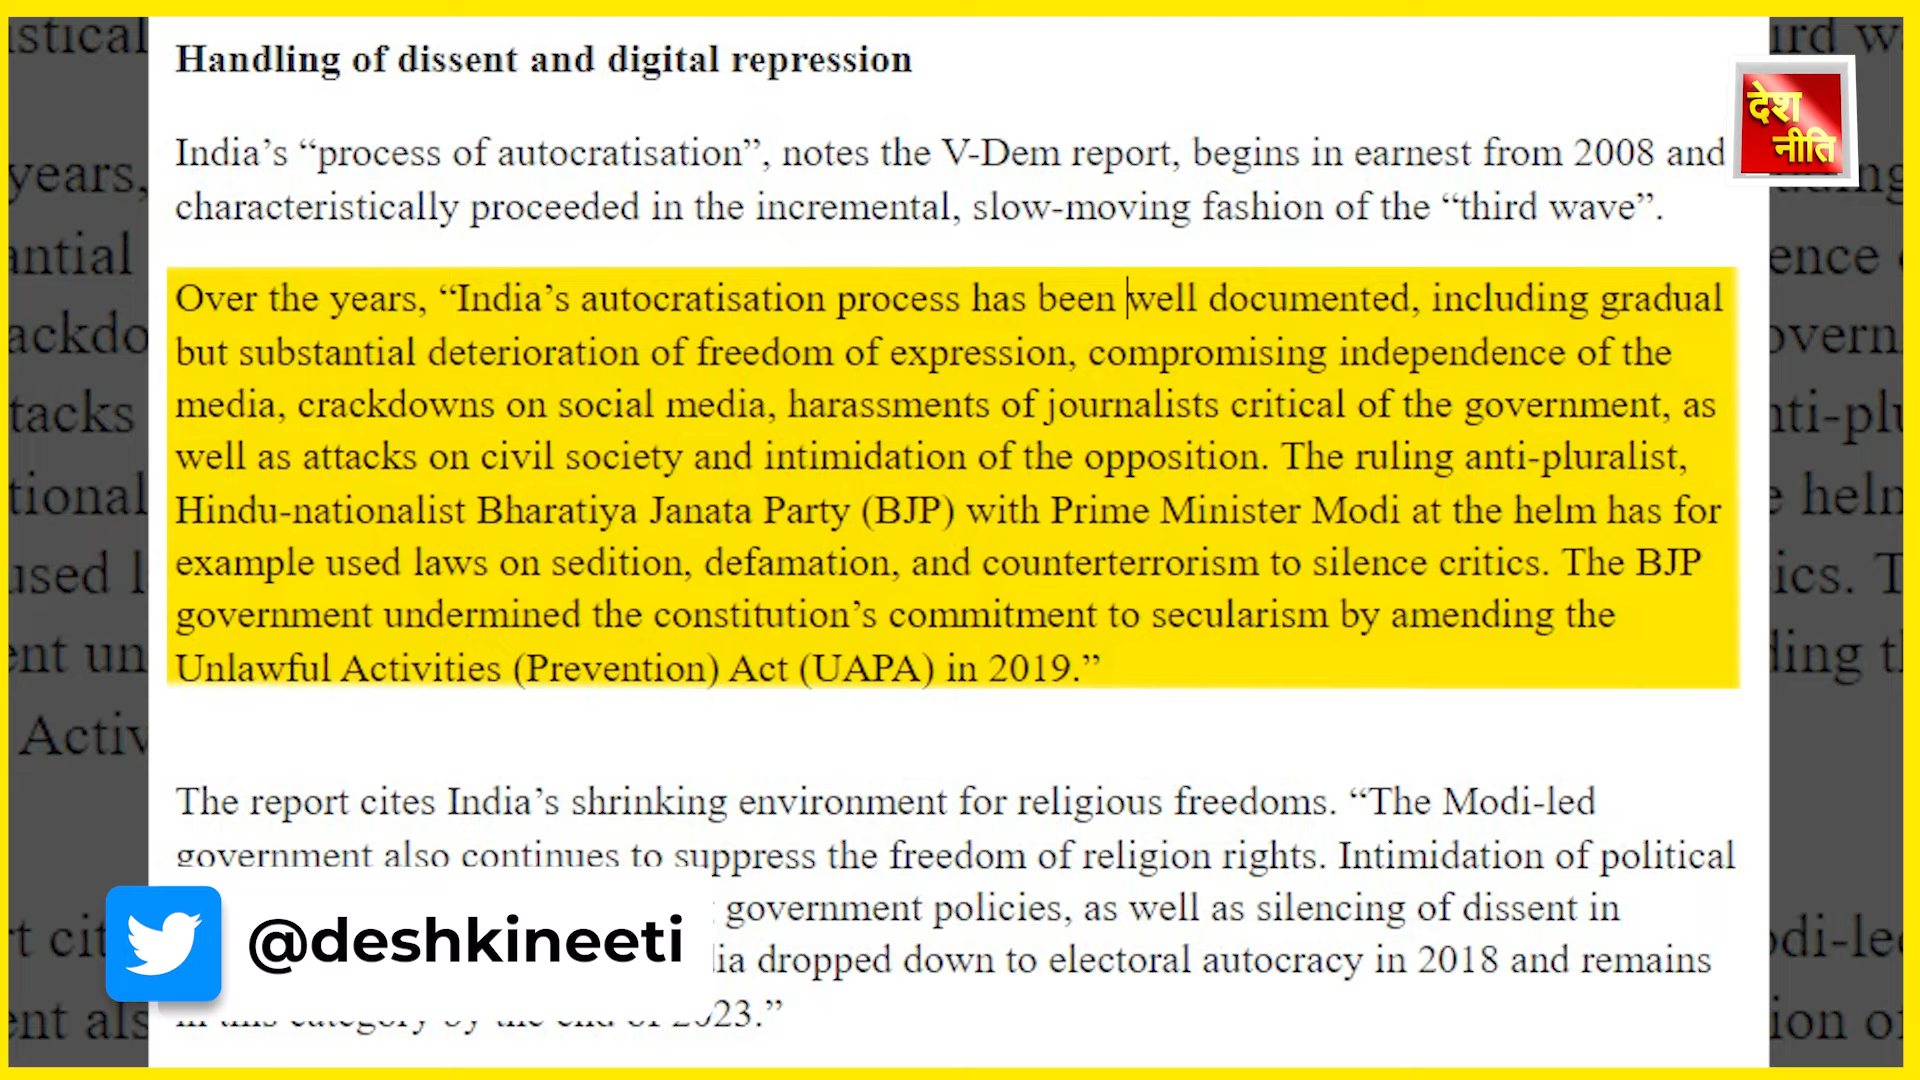 Handling of dissent and digital repression
India’s “process of autocratisation”, notes the V-Dem report, begins in earnest from 2008 and
characteristically proceeded in the incremental, slow-moving fashion of the “third wave”.
Over the years, “India’s autocratisation process has been well documented, including gradual
but substantial deterioration of freedom of expression, compromising independence of the
media, crackdowns on social media, harassments of journalists critical of the government, as
well as attacks on civil society and intimidation of the opposition. The ruling anti-pluralist,
Hindu-nationalist Bharatiya Janata Party (BJP) with Prime Minister Modi at the helm has for
example used laws on sedition, defamation, and counterterrorism to silence critics. The BJP
government undermined the constitution’s commitment to secularism by amending the
Unlawful Activities (Prevention) Act (UAPA) in 2019.”
The report cites India’s shrinking environment for religious freedoms. “The Modi-led
government also continues to suppress the freedom of religion rights. Intimidation of political
government policies, as well as silencing of dissent in
dropped down to electoral autocracy in 2018 and remains
in this category by the end of 2023.”
@deshkineeti
देश
नीति